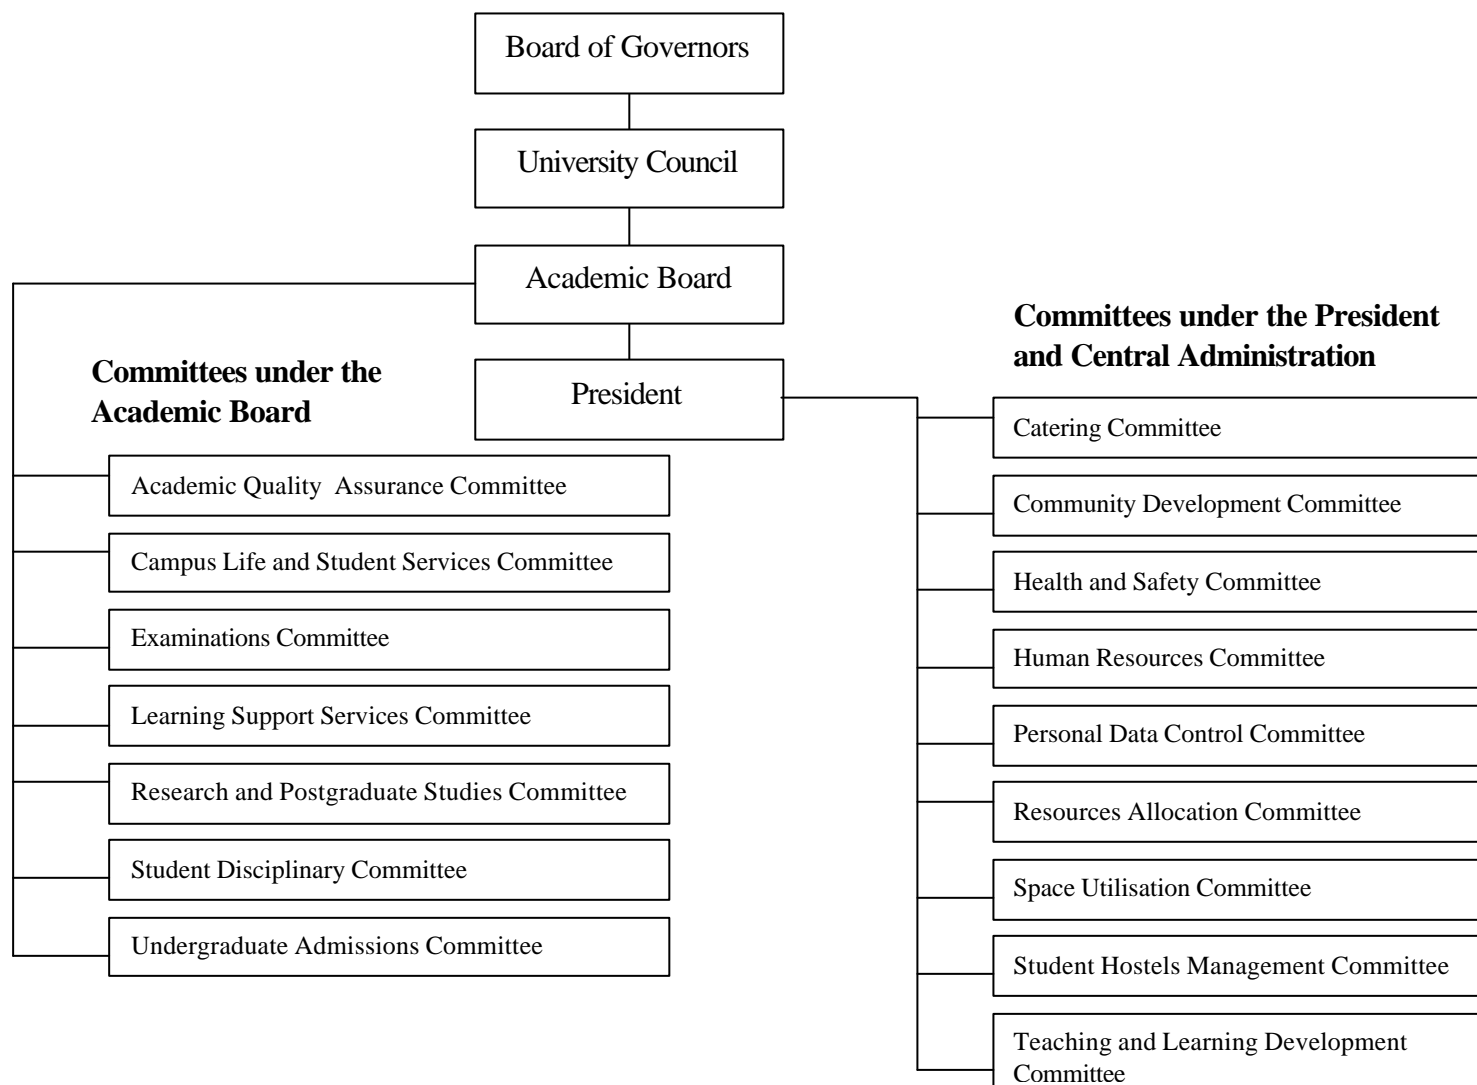 Board of Governors
University Council
Academic Board
President
Committees under the
Academic Board
Academic Quality  Assurance Committee
Campus Life and Student Services Committee
Examinations Committee
Learning Support Services Committee
Research and Postgraduate Studies Committee
Student Disciplinary Committee
Undergraduate Admissions Committee
Committees under the President
and Central Administration
Catering Committee
Community Development Committee
Health and Safety Committee
Human Resources Committee
Personal Data Control Committee
Resources Allocation Committee
Space Utilisation Committee
Student Hostels Management Committee
Teaching and Learning Development
Committee